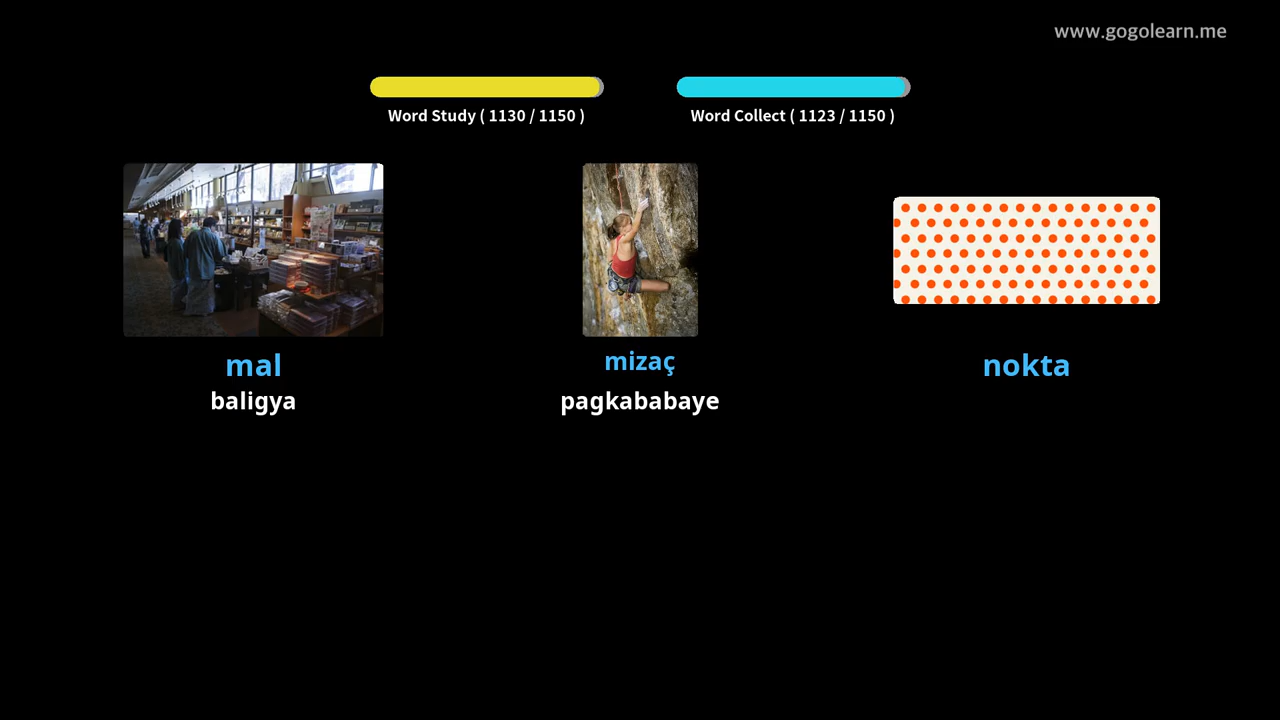 www.gogolearn.me
Word Study ( 1130 / 1150 )
Word Collect ( 1123 / 1150 )
mal
baligya
mizaç
pagkababaye
nokta